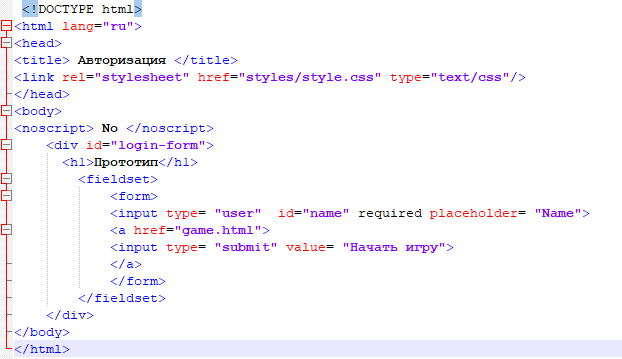 <!DOCTYPE html>
<html lang="ru">
<head>
<title> Авторизация </title>
<link rel="stylesheet" href="styles/style.css" type="text/css"/>
</head>
<body>
<noscript> No </noscript>
<div id="login-form">
<h1>Прототип</h1>
<fieldset>
<form>
<input type= "user"  id="name" required placeholder= "Name">
<a href="game.html">
<input type= "submit" value= "Начать игру">
</a>
</form>
</fieldset>
</div>
</body>
</html>